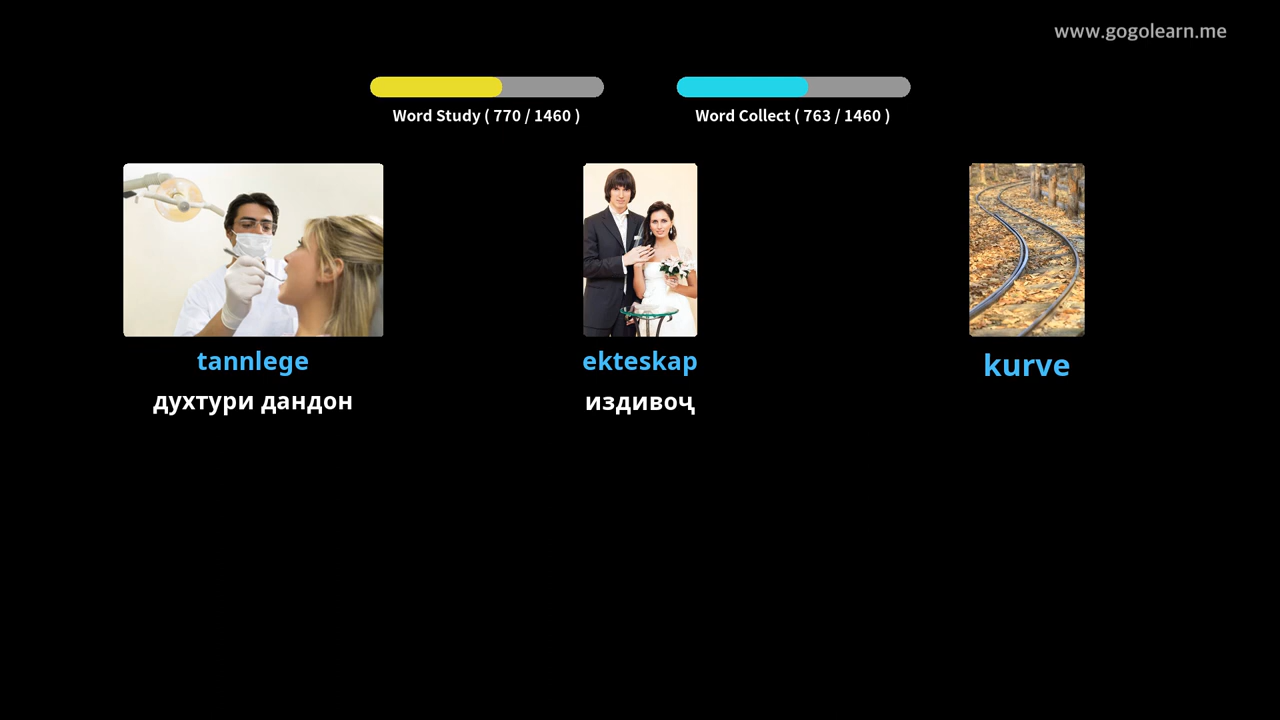 www.gogolearn.me
Word Study ( 770 / 1460 )
Word Collect ( 763 / 1460 )
tannlege
духтури дандон
ekteskap
издивоҷ
kurve